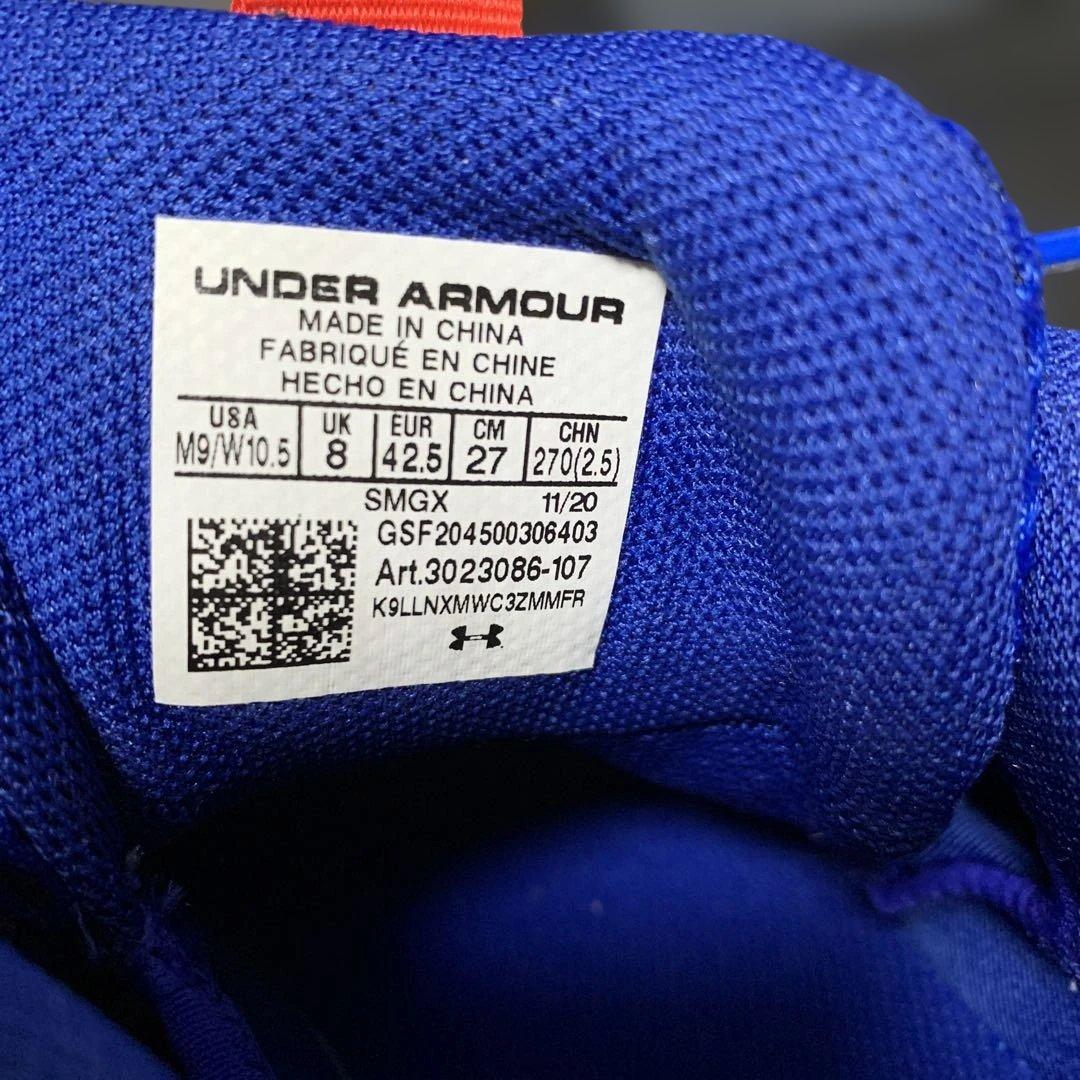 UNDER ARMOUR
MADE IN CHINA
FABRIQUÉ EN CHINE
HECHO EN CHINA
USA UK EUR CM CHN
M9/W10.5 8 42.5 27 270(2.5)
SMGX 11/20
GSF204500306403
Art.3023086-107
K9LLNXMWC3ZMMFR